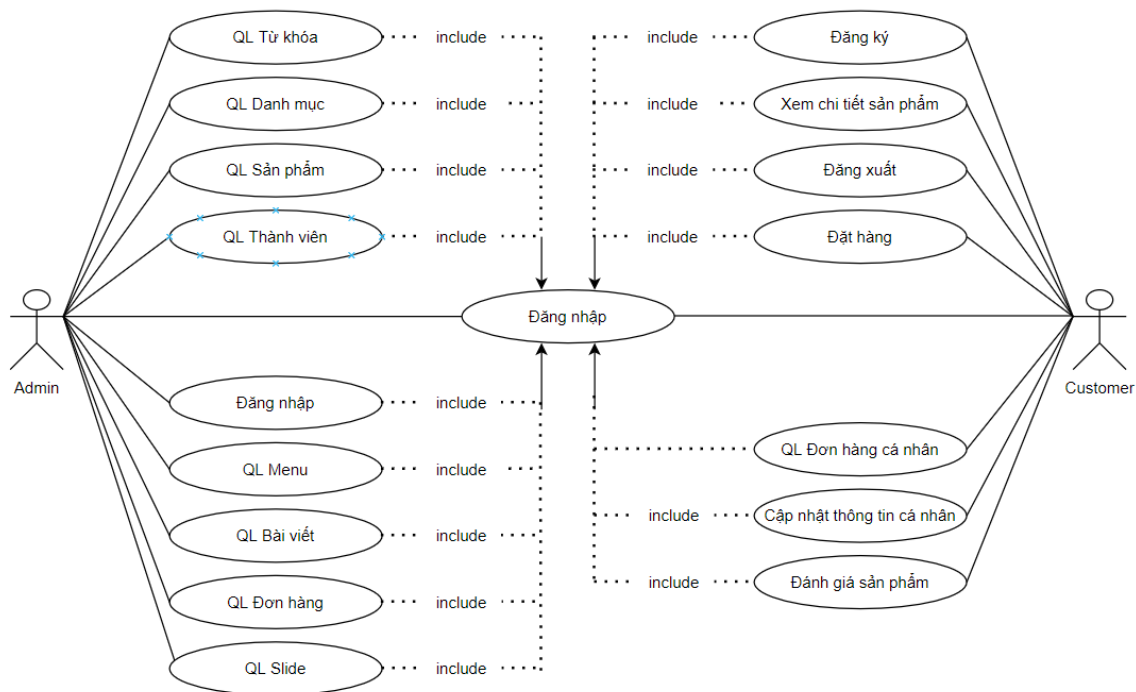 QL Từ khóa
include
include
Đăng ký
QL Danh mục
include
include
Xem chi tiết sản phẩm
QL Sản phẩm
include
include
Đăng xuất
QL Thành viên
include
include
Đặt hàng
Đăng nhập
Admin
Customer
Đăng nhập
include
QL Đơn hàng cá nhân
QL Menu
include
include
Cập nhật thông tin cá nhân
QL Bài viết
include
include
Đánh giá sản phẩm
QL Đơn hàng
include
QL Slide
include